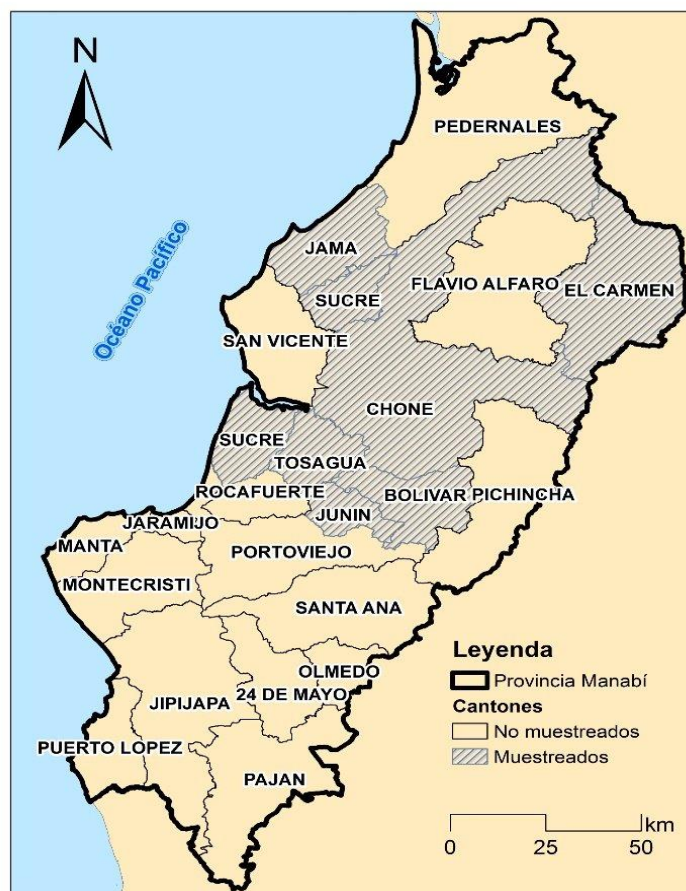 N
PEDERNALES
JAMA
SUCRE
FLAVIO ALFARO
EL CARMEN
SAN VICENTE
Océano Pacífico
CHONE
SUCRE
TOSAGUA
ROCAFUERTE
BOLIVAR
PICHINCHA
JUNIN
JARAMIJO
MANTA
PORTOVIEJO
MONTECRISTI
SANTA ANA
OLMEDO
24 DE MAYO
JIPIJAPA
PUERTO LOPEZ
PAJAN
Leyenda
Provincia Manabí
Cantones
No muestreados
Muestreados
km
0 25 50